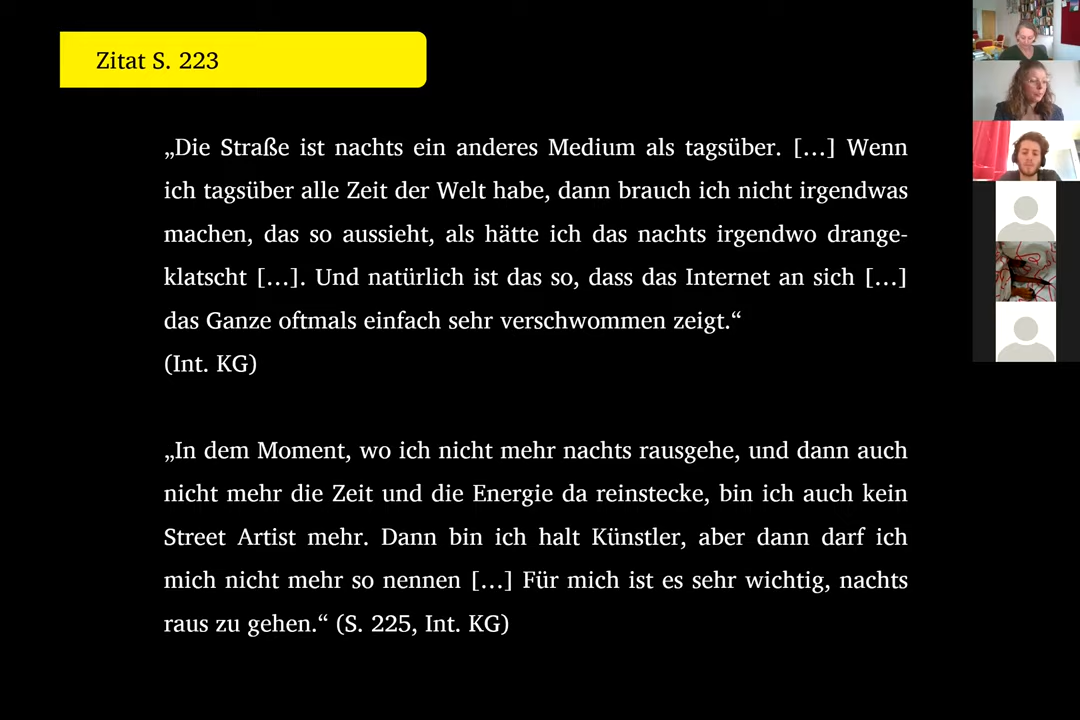 Zitat S. 223
„Die Straße ist nachts ein anderes Medium als tagsüber. […] Wenn
ich tagsüber alle Zeit der Welt habe, dann brauch ich nicht irgendwas
machen, das so aussieht, als hätte ich das nachts irgendwo drange-
klatscht […]. Und natürlich ist das so, dass das Internet an sich […]
das Ganze oftmals einfach sehr verschwommen zeigt.“
(Int. KG)
„In dem Moment, wo ich nicht mehr nachts rausgehe, und dann auch
nicht mehr die Zeit und die Energie da reinstecke, bin ich auch kein
Street Artist mehr. Dann bin ich halt Künstler, aber dann darf ich
mich nicht mehr so nennen […] Für mich ist es sehr wichtig, nachts
raus zu gehen.“ (S. 225, Int. KG)